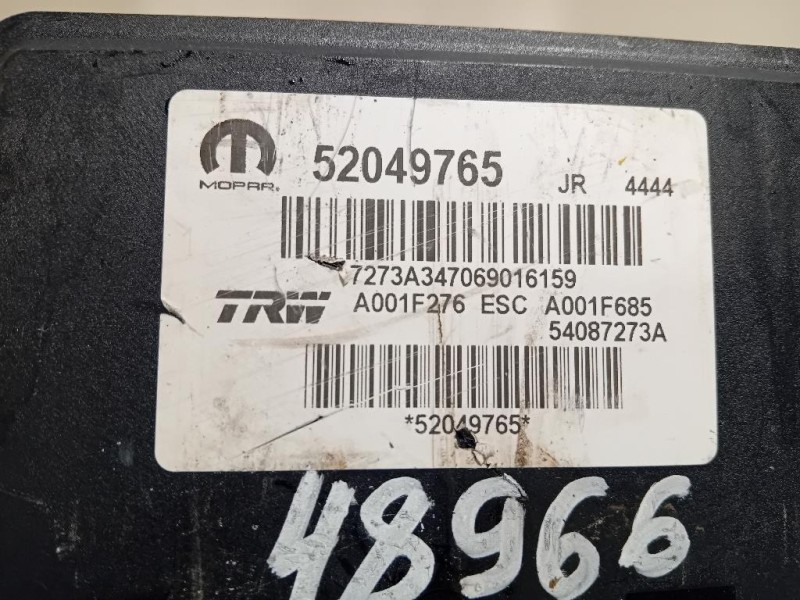 52049765 JR 4444
MOPAR.
7273A347069016159
TRW A001F276 ESC A001F685
54087273A
*52049765*
48966